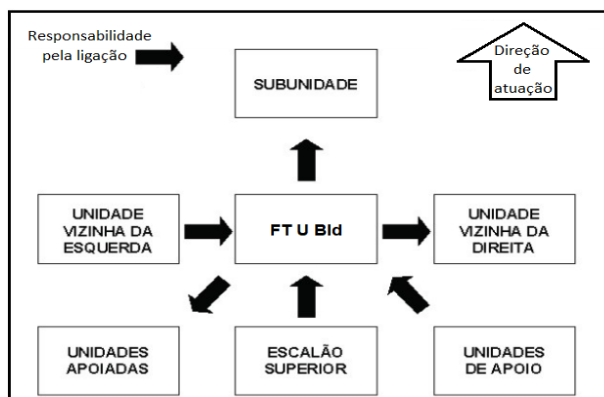 Responsabilidade
pela ligação
Direção
de
atuação
SUBUNIDADE
UNIDADE
VIZINHA DA
ESQUERDA
FT U Bld
UNIDADE
VIZINHA DA
DIREITA
UNIDADES
APOIADAS
ESCALÃO
SUPERIOR
UNIDADES
DE APOIO